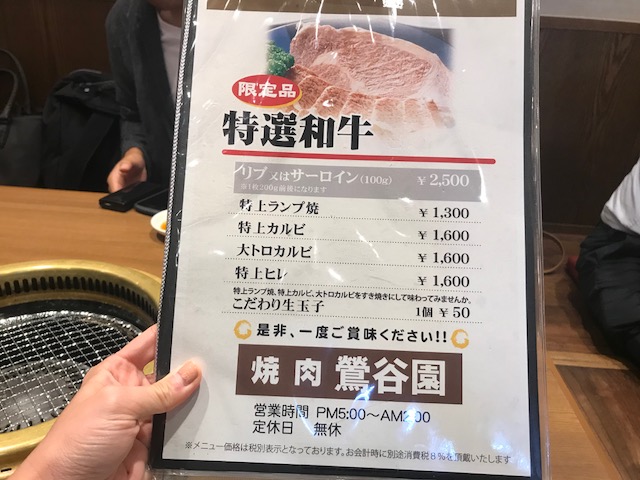 限定品
特選和牛
リブ又はサーロイン(100g) ￥2,500
※1枚200g前後になります
特上ランプ焼 ￥1,300
特上カルビ ￥1,600
大トロカルビ ￥1,600
特上ヒレ ￥1,600
特上ランプ焼、特上カルビ、大トロカルビをすき焼きにして味わってみませんか。
こだわり生玉子 1個 ￥50
是非、一度ご賞味ください!!
焼肉 鶯谷園
営業時間 PM5:00〜AM2:00
定休日 無休
※メニュー価格は税別表示となっております。お会計時に別途消費税8%を頂戴いたします